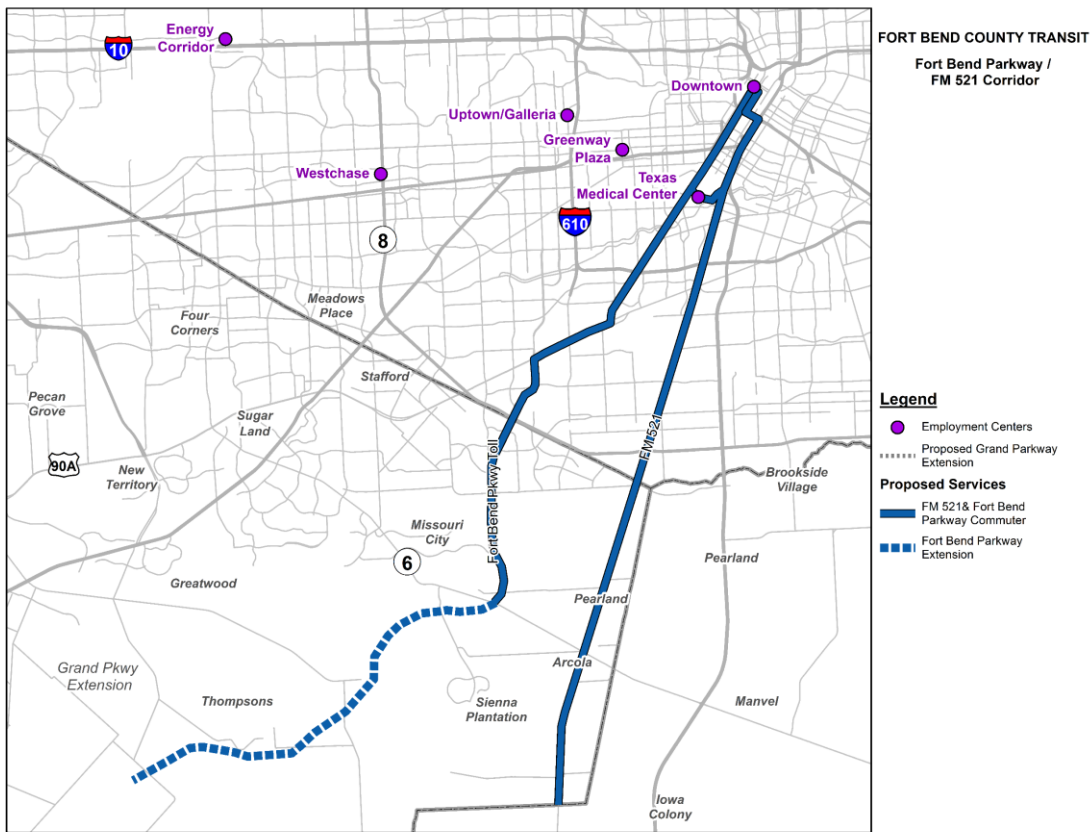 FORT BEND COUNTY TRANSIT
Fort Bend Parkway /
FM 521 Corridor
Energy
Corridor
10
Downtown
Uptown/Galleria
Greenway
Plaza
Westchase
Texas
Medical Center
610
8
Meadows
Place
Four
Corners
Stafford
Pecan
Grove
Sugar
Land
FM 521
Fort Bend Pkwy Toll
90A
New
Territory
Brookside
Village
Missouri
City
6
Pearland
Greatwood
Pearland
Arcola
Grand Pkwy
Extension
Thompsons
Sienna
Plantation
Manvel
Iowa
Colony
Legend
Employment Centers
Proposed Grand Parkway
Extension
Proposed Services
FM 521& Fort Bend
Parkway Commuter
Fort Bend Parkway
Extension